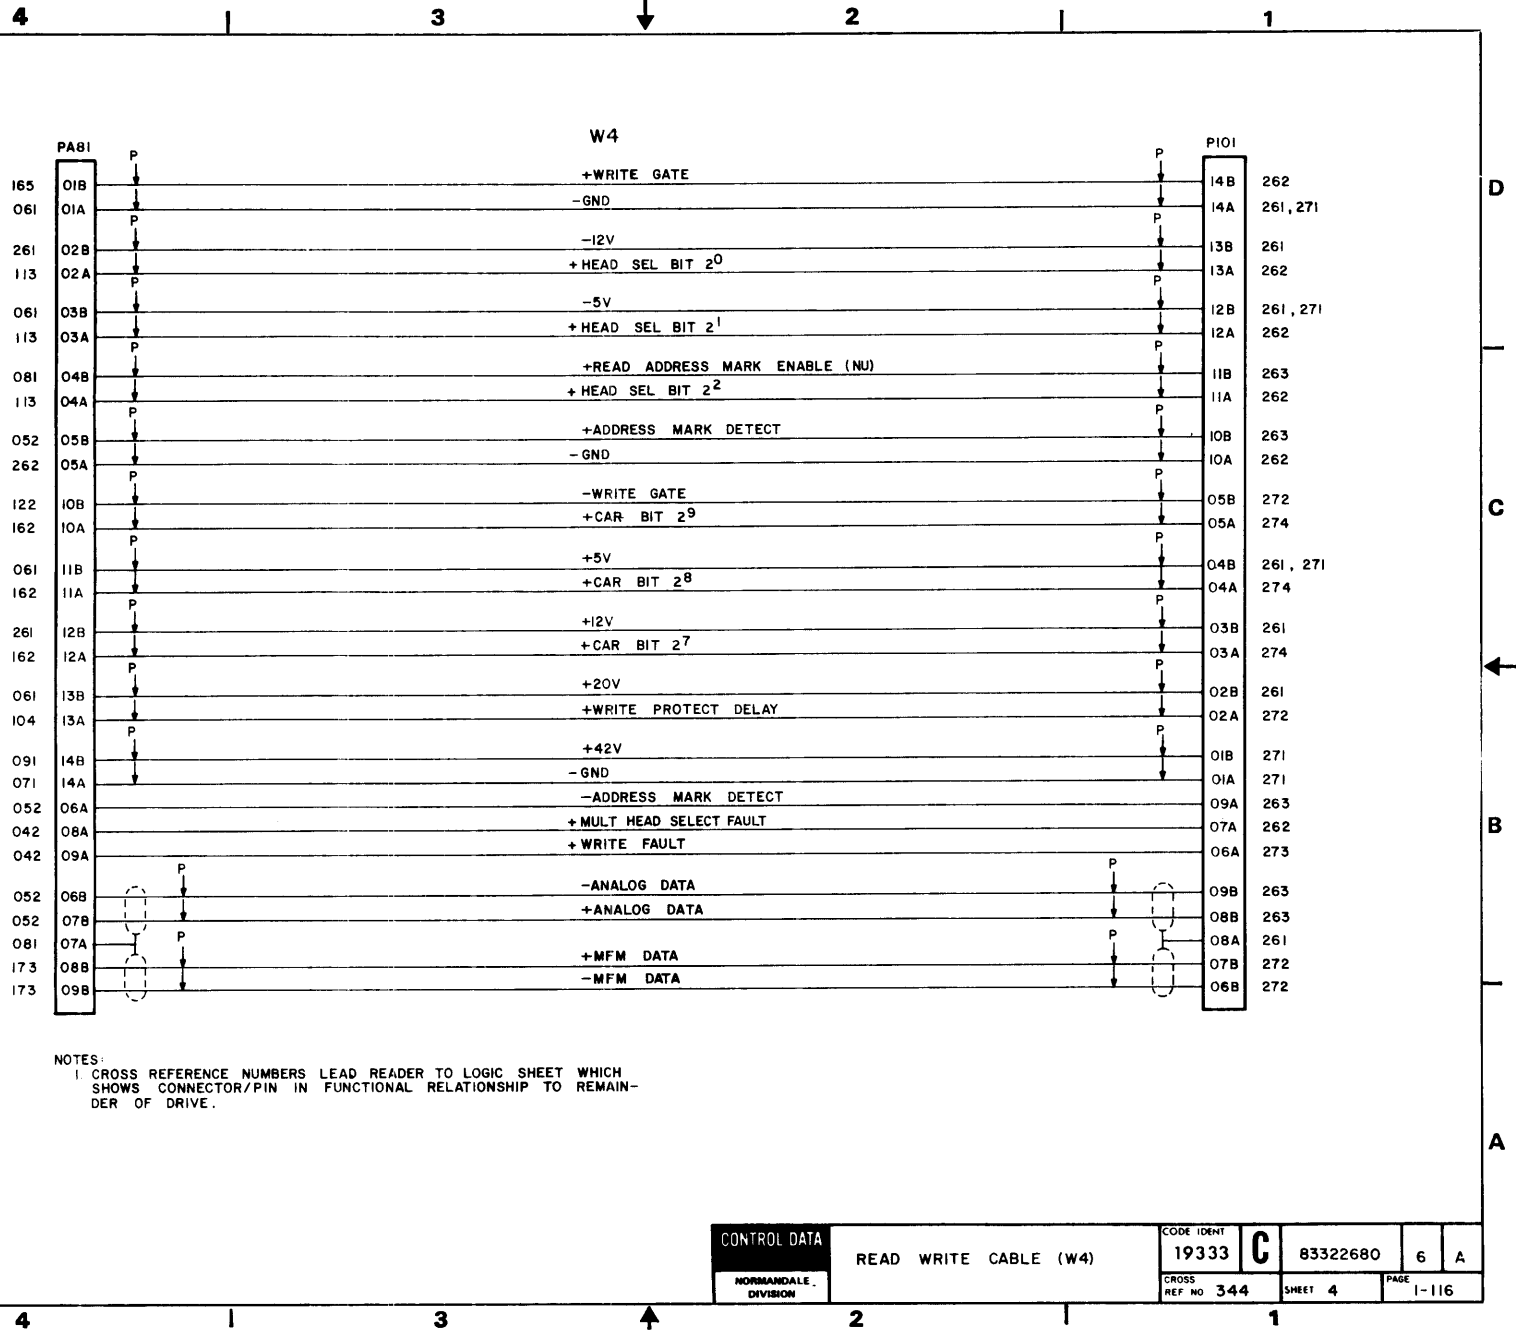 4 3 2 1
W4
PA81 P101
P P
165 01B +WRITE GATE 14B 262
061 01A -GND 14A 261,271
P P
261 02B -12V 13B 261
113 02A +HEAD SEL BIT 2⁰ 13A 262
P P
061 03B -5V 12B 261,271
113 03A +HEAD SEL BIT 2¹ 12A 262
P P
081 04B +READ ADDRESS MARK ENABLE (NU) 11B 263
113 04A +HEAD SEL BIT 2² 11A 262
P P
052 05B +ADDRESS MARK DETECT 10B 263
262 05A -GND 10A 262
P P
122 10B -WRITE GATE 05B 272
162 10A +CAR BIT 2⁹ 05A 274
P P
061 11B +5V 04B 261, 271
162 11A +CAR BIT 2⁸ 04A 274
P P
261 12B +12V 03B 261
162 12A +CAR BIT 2⁷ 03A 274
P P
061 13B +20V 02B 261
104 13A +WRITE PROTECT DELAY 02A 272
P P
091 14B +42V 01B 271
071 14A -GND 01A 271
052 06A -ADDRESS MARK DETECT 09A 263
042 08A +MULT HEAD SELECT FAULT 07A 262
042 09A +WRITE FAULT 06A 273
P P
052 06B -ANALOG DATA 09B 263
052 07B +ANALOG DATA 08B 263
081 07A P P 08A 261
173 08B +MFM DATA 07B 272
173 09B -MFM DATA 06B 272
D
C
B
A
NOTES:
1. CROSS REFERENCE NUMBERS LEAD READER TO LOGIC SHEET WHICH
SHOWS CONNECTOR/PIN IN FUNCTIONAL RELATIONSHIP TO REMAIN-
DER OF DRIVE.
CONTROL DATA
NORMANDALE
DIVISION
READ WRITE CABLE (W4)
CODE IDENT
19333 C 83322680 6 A
CROSS
REF NO 344 SHEET 4 PAGE 1-116
4 3 2 1